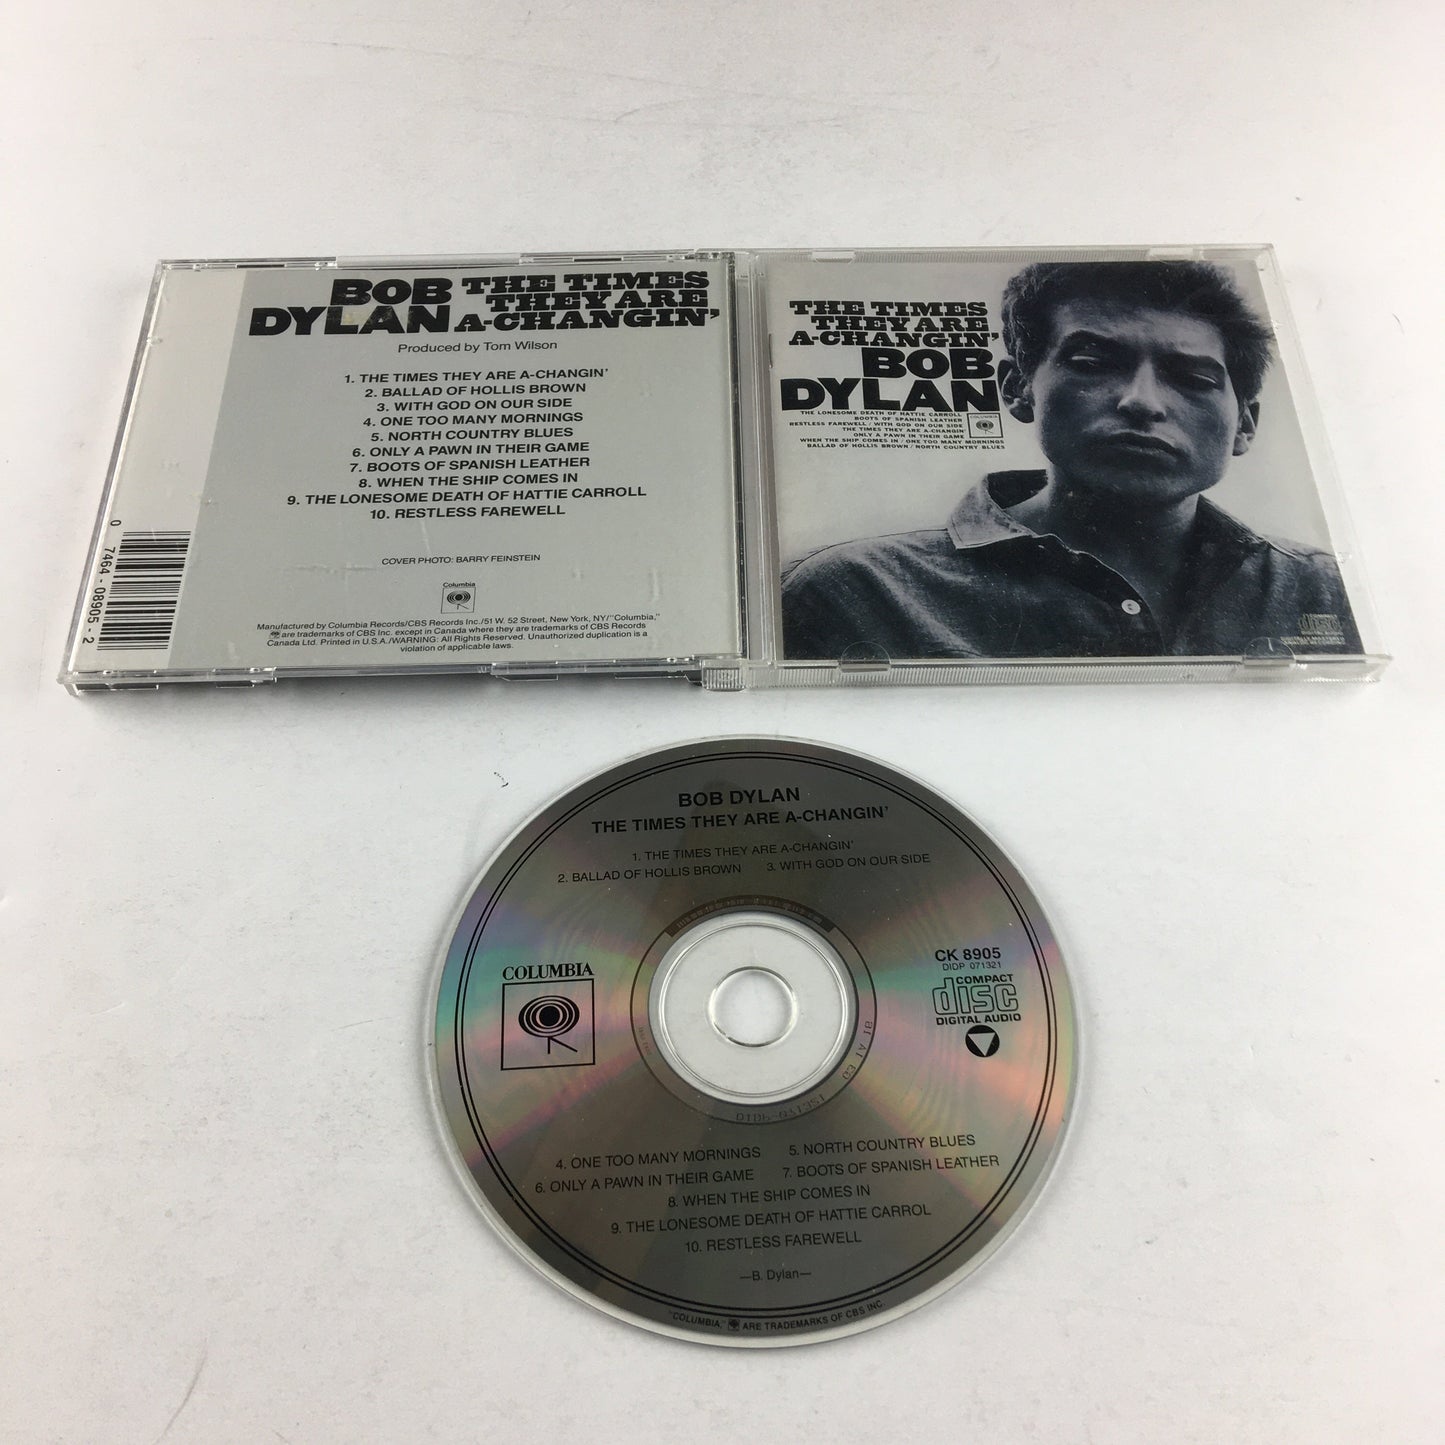 BOB THE TIMES
DYLAN THEY ARE
A-CHANGIN'
Produced by Tom Wilson
1. THE TIMES THEY ARE A-CHANGIN'
2. BALLAD OF HOLLIS BROWN
3. WITH GOD ON OUR SIDE
4. ONE TOO MANY MORNINGS
5. NORTH COUNTRY BLUES
6. ONLY A PAWN IN THEIR GAME
7. BOOTS OF SPANISH LEATHER
8. WHEN THE SHIP COMES IN
9. THE LONESOME DEATH OF HATTIE CARROLL
10. RESTLESS FAREWELL
COVER PHOTO: BARRY FEINSTEIN
Columbia
Manufactured by Columbia Records/CBS Records Inc./51 W. 52 Street, New York, NY/"Columbia,"
are trademarks of CBS Inc. except in Canada where they are trademarks of CBS Records
Canada Ltd. Printed in U.S.A./WARNING: All Rights Reserved. Unauthorized duplication is a
violation of applicable laws.
0 7464-08905-2
THE TIMES
THEY ARE
A-CHANGIN'
BOB
DYLAN
THE LONESOME DEATH OF HATTIE CARROLL
BOOTS OF SPANISH LEATHER
RESTLESS FAREWELL / WITH GOD ON OUR SIDE
THE TIMES THEY ARE A-CHANGIN'
ONLY A PAWN IN THEIR GAME
WHEN THE SHIP COMES IN / ONE TOO MANY MORNINGS
BALLAD OF HOLLIS BROWN / NORTH COUNTRY BLUES
COLUMBIA
BOB DYLAN
THE TIMES THEY ARE A-CHANGIN'
1. THE TIMES THEY ARE A-CHANGIN'
2. BALLAD OF HOLLIS BROWN 3. WITH GOD ON OUR SIDE
COLUMBIA
CK 8905
DIDP 071321
COMPACT
disc
DIGITAL AUDIO
4. ONE TOO MANY MORNINGS 5. NORTH COUNTRY BLUES
6. ONLY A PAWN IN THEIR GAME 7. BOOTS OF SPANISH LEATHER
8. WHEN THE SHIP COMES IN
9. THE LONESOME DEATH OF HATTIE CARROL
10. RESTLESS FAREWELL
—B. Dylan—
"COLUMBIA," ARE TRADEMARKS OF CBS INC.